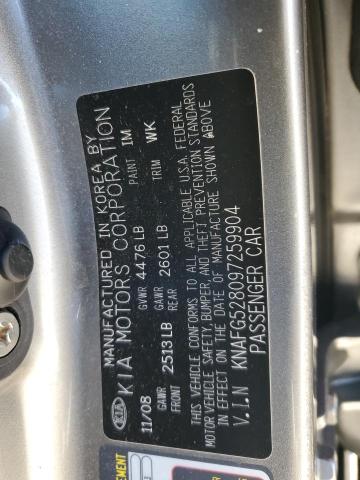 MANUFACTURED IN KOREA BY
KIA KIA MOTORS CORPORATION
11/08 GVWR 4476 LB PAINT IM
GAWR FRONT 2513 LB GAWR REAR 2601 LB TRIM WK
THIS VEHICLE CONFORMS TO ALL APPLICABLE U.S.A. FEDERAL
MOTOR VEHICLE SAFETY, BUMPER, AND THEFT PREVENTION STANDARDS
IN EFFECT ON THE DATE OF MANUFACTURE SHOWN ABOVE
V.I.N KNAFG528097259904
PASSENGER CAR